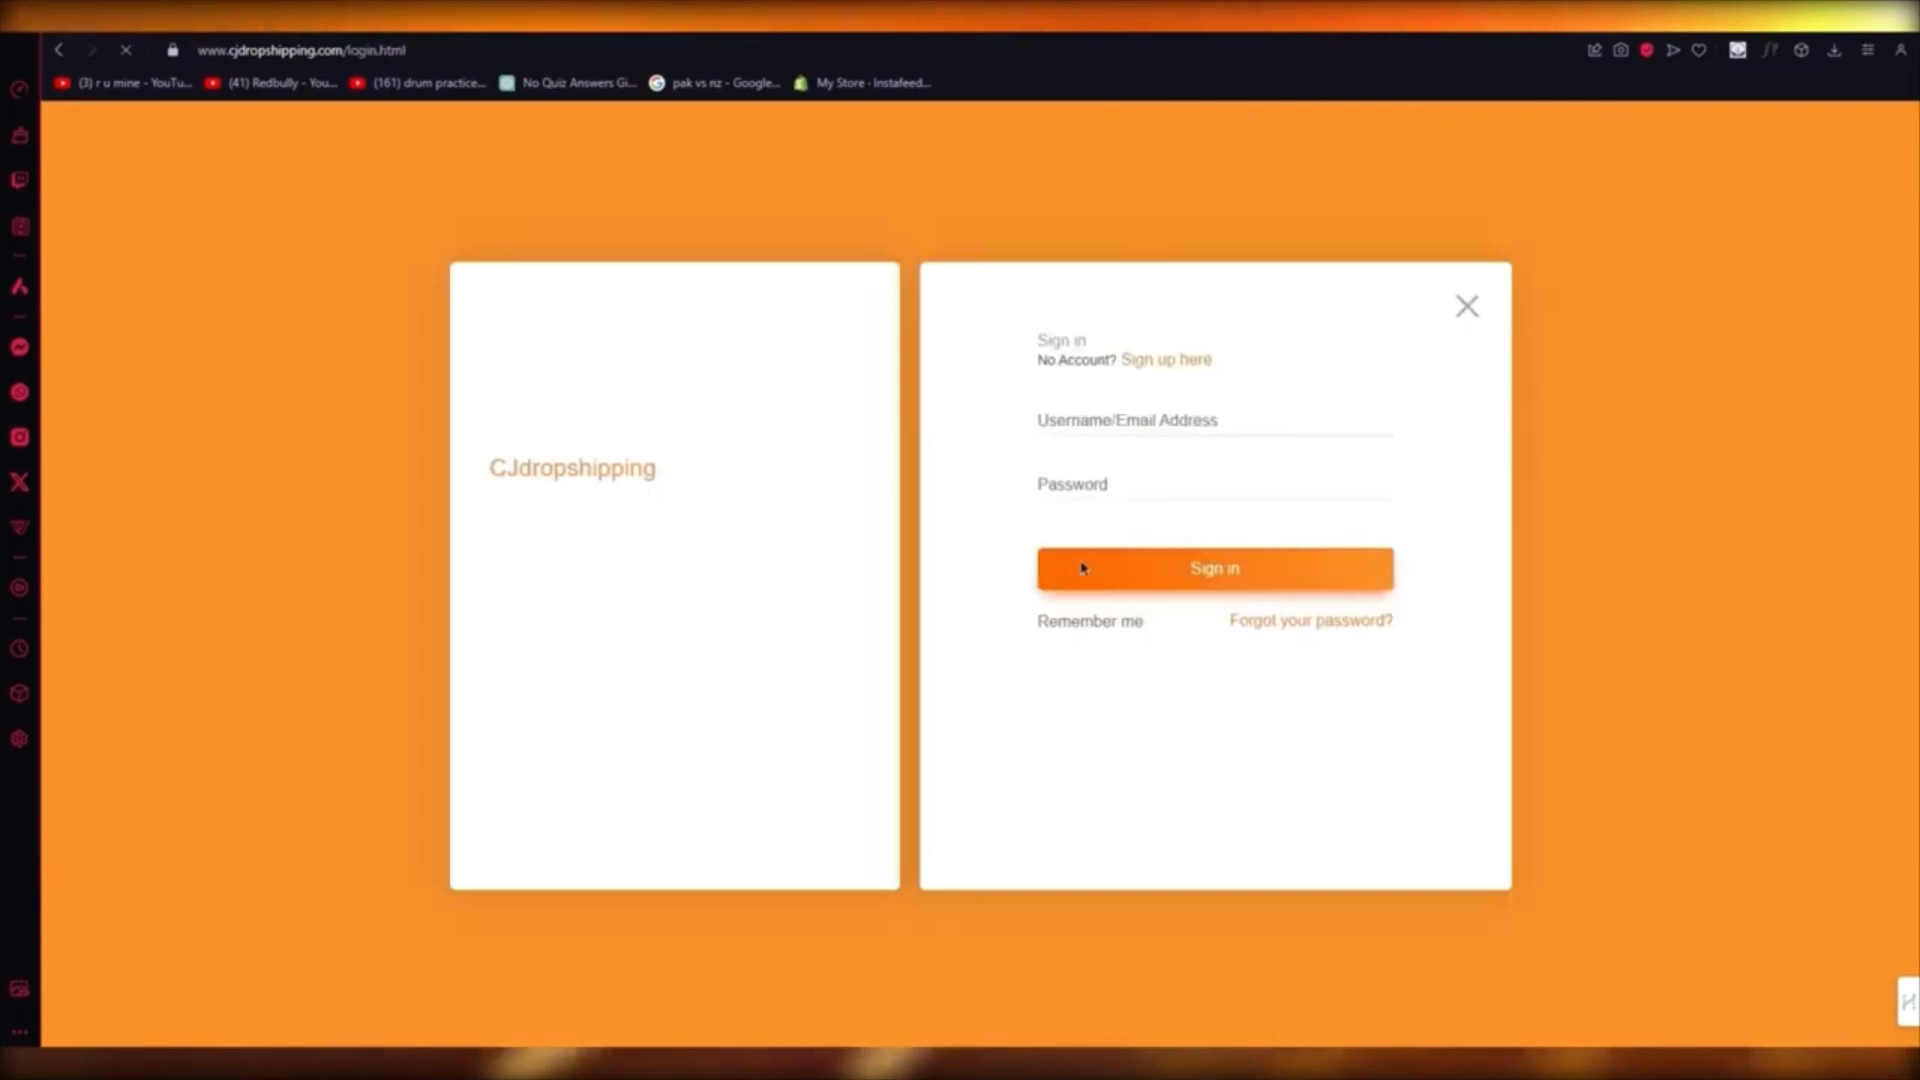 www.cjdropshipping.com/login.html
(3) r u mine - YouTu...
(41) Redbully - You...
(161) drum practice...
No Quiz Answers Gi...
pak vs nz - Google...
My Store · Instafeed...
CJdropshipping
Sign in
No Account? Sign up here
Username/Email Address
Password
Sign in
Remember me
Forgot your password?